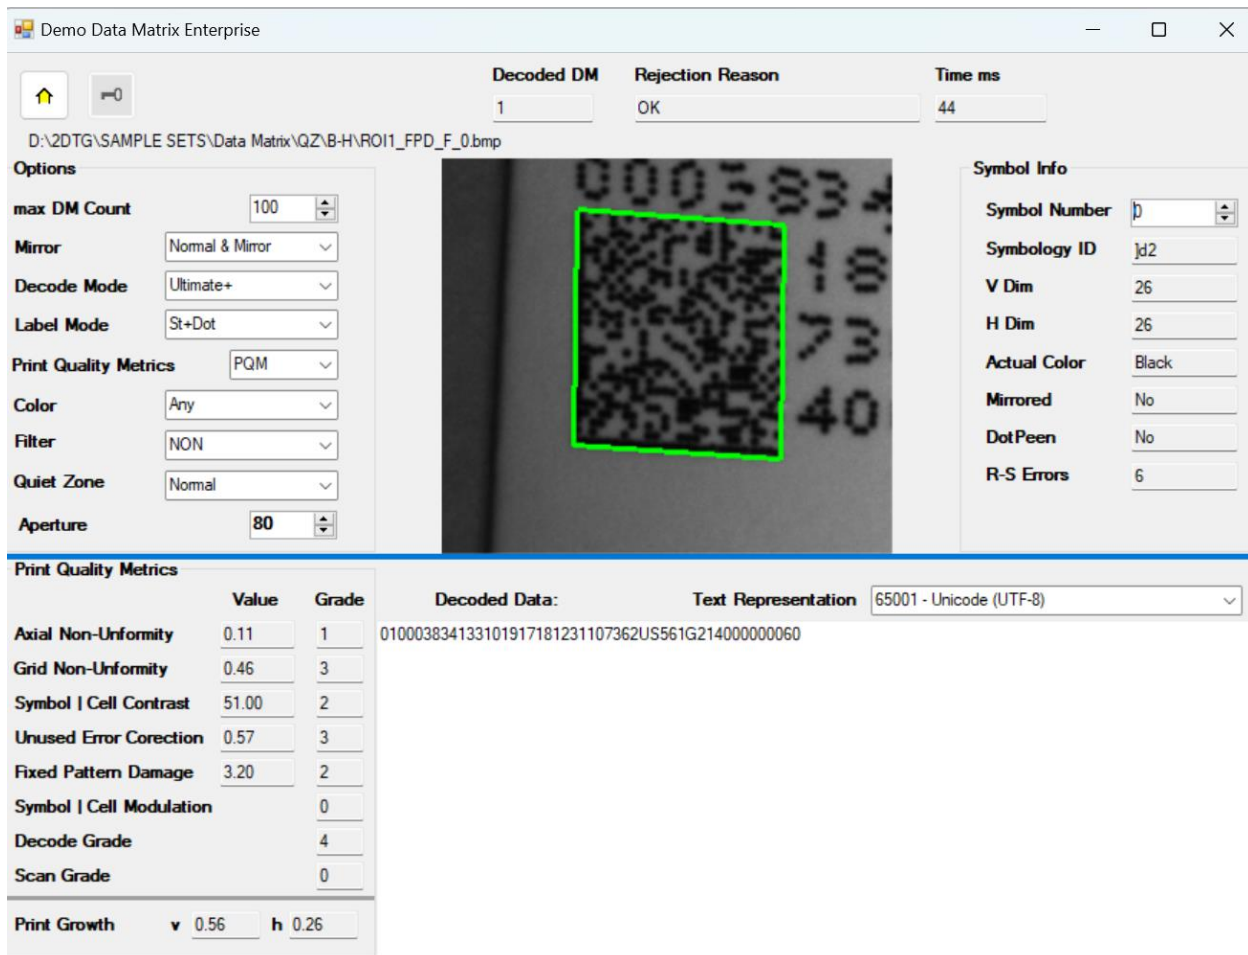 Demo Data Matrix Enterprise
Decoded DM Rejection Reason Time ms
1 OK 44
D:\2DTG\SAMPLE SETS\Data Matrix\QZ\B-H\ROI1_FPD_F_0.bmp
Options
max DM Count 100
Mirror Normal & Mirror
Decode Mode Ultimate+
Label Mode St+Dot
Print Quality Metrics PQM
Color Any
Filter NON
Quiet Zone Normal
Aperture 80
0003834
18
73
40
Symbol Info
Symbol Number 0
Symbology ID ]d2
V Dim 26
H Dim 26
Actual Color Black
Mirrored No
DotPeen No
R-S Errors 6
Print Quality Metrics
Value Grade
Axial Non-Uniformity 0.11 1
Grid Non-Uniformity 0.46 3
Symbol | Cell Contrast 51.00 2
Unused Error Corection 0.57 3
Fixed Pattern Damage 3.20 2
Symbol | Cell Modulation 0
Decode Grade 4
Scan Grade 0
Print Growth v 0.56 h 0.26
Decoded Data: Text Representation 65001 - Unicode (UTF-8)
01000383413310191718123110​7362US561G214000000060